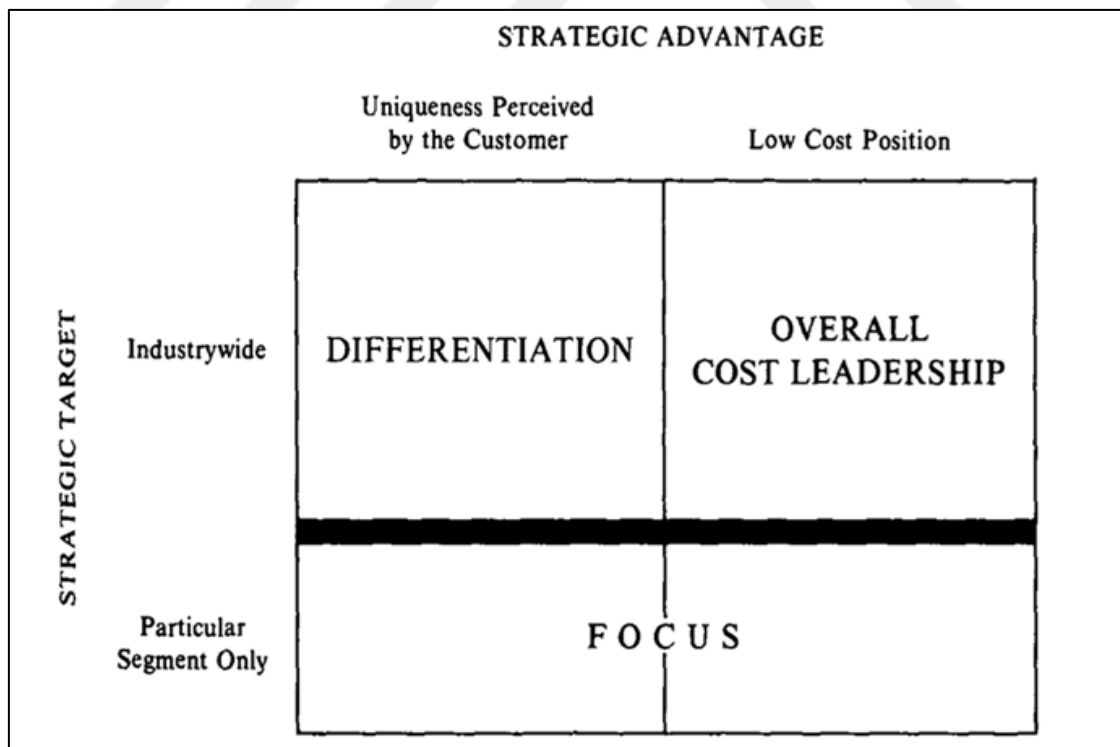 STRATEGIC ADVANTAGE
Uniqueness Perceived
by the Customer
Low Cost Position
STRATEGIC TARGET
Industrywide
DIFFERENTIATION
OVERALL
COST LEADERSHIP
Particular
Segment Only
FOCUS